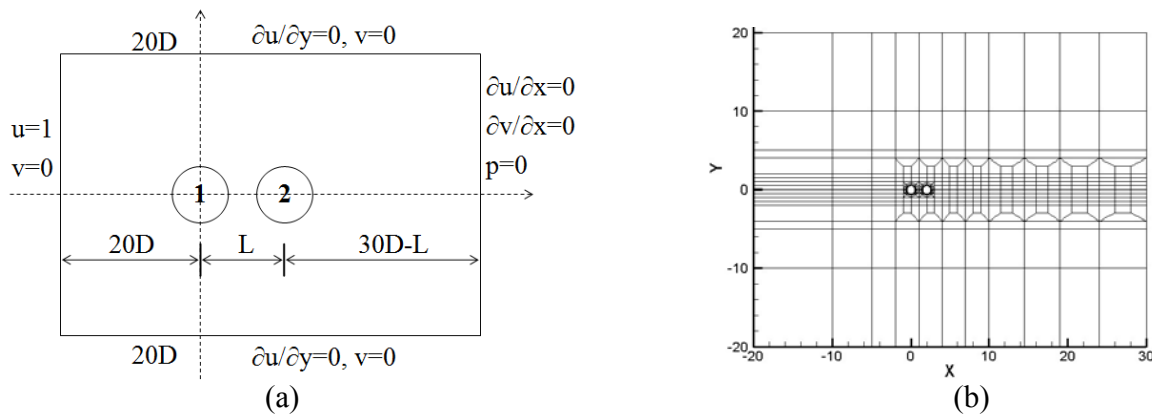 20D
∂u/∂y=0, v=0
u=1
v=0
∂u/∂x=0
∂v/∂x=0
p=0
1
2
20D
L
30D-L
20D
∂u/∂y=0, v=0
(a)
20
10
0
-10
-20
Y
-20
-10
0
10
20
30
X
(b)